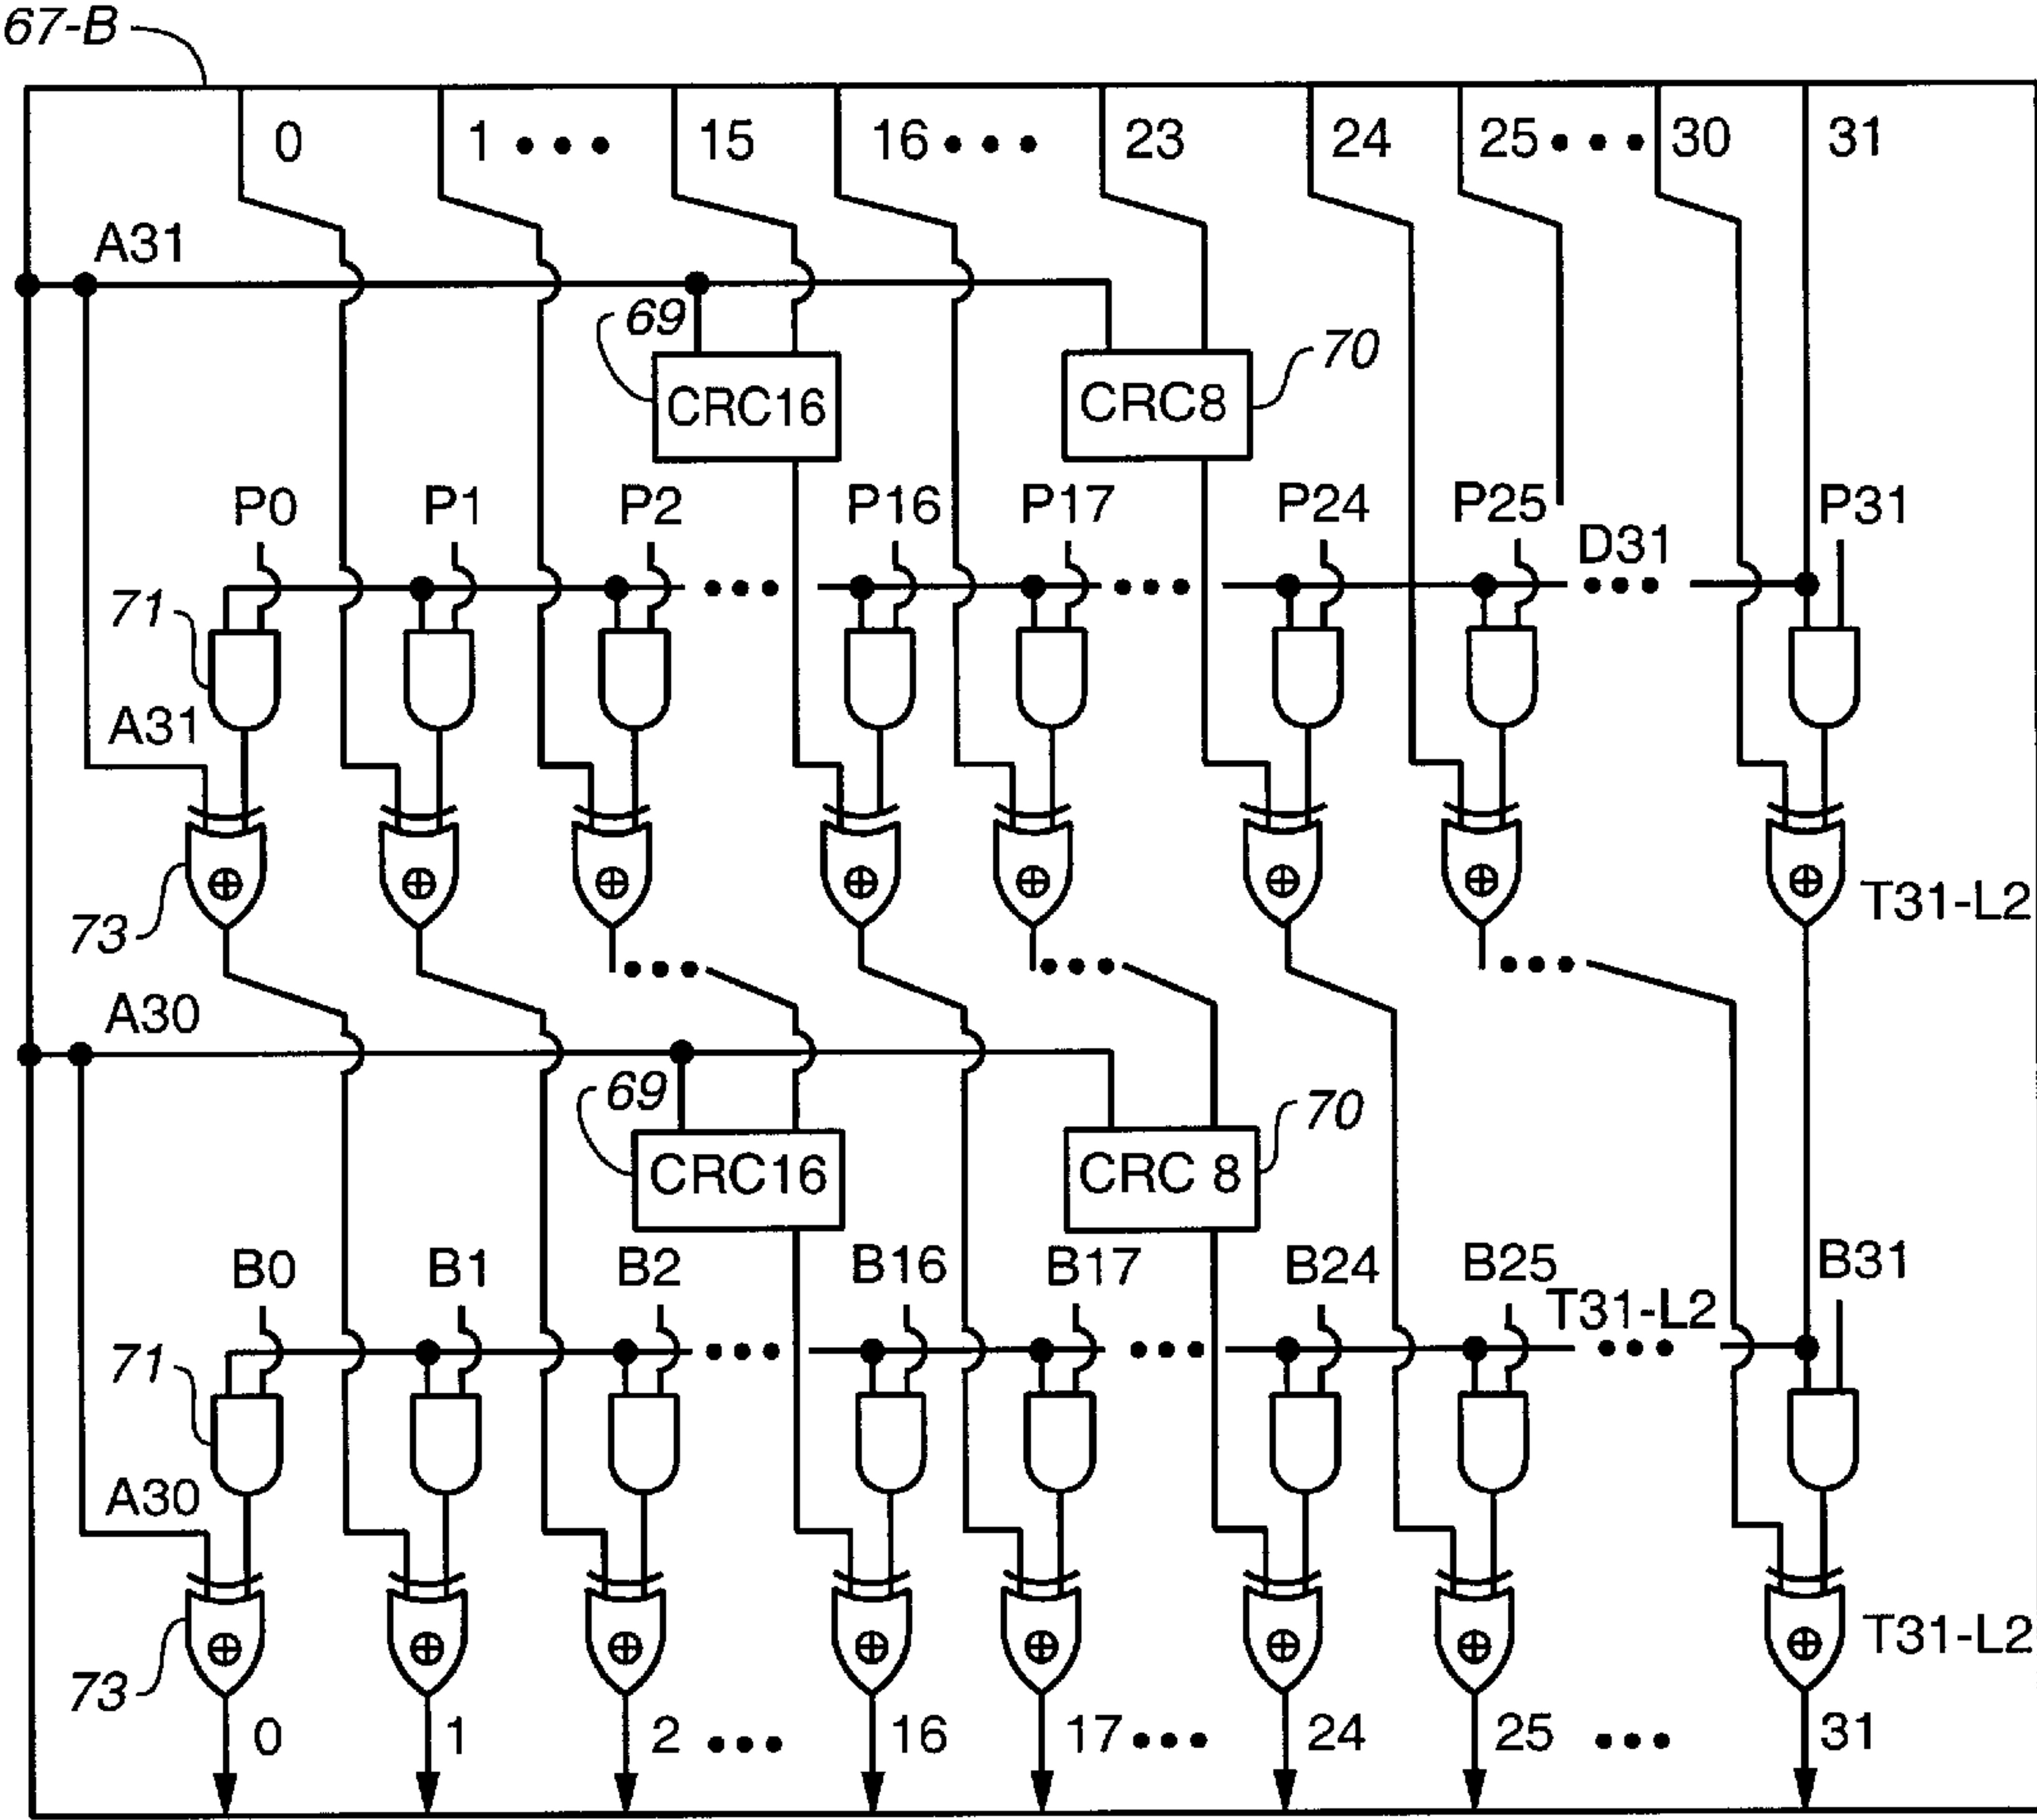 67-B
0 1 ••• 15 16 ••• 23 24 25 ••• 30 31
A31
69 70
CRC16 CRC8
P0 P1 P2 P16 P17 P24 P25 P31
D31
••• ••• •••
71
A31
⊕ ⊕ ⊕ ⊕ ⊕ ⊕ ⊕ ⊕
T31-L2
73
••• ••• •••
A30
69 70
CRC16 CRC 8
B0 B1 B2 B16 B17 B24 B25 B31
T31-L2
••• ••• •••
71
A30
⊕ ⊕ ⊕ ⊕ ⊕ ⊕ ⊕ ⊕
T31-L2
73
0 1 2 ••• 16 17 ••• 24 25 ••• 31